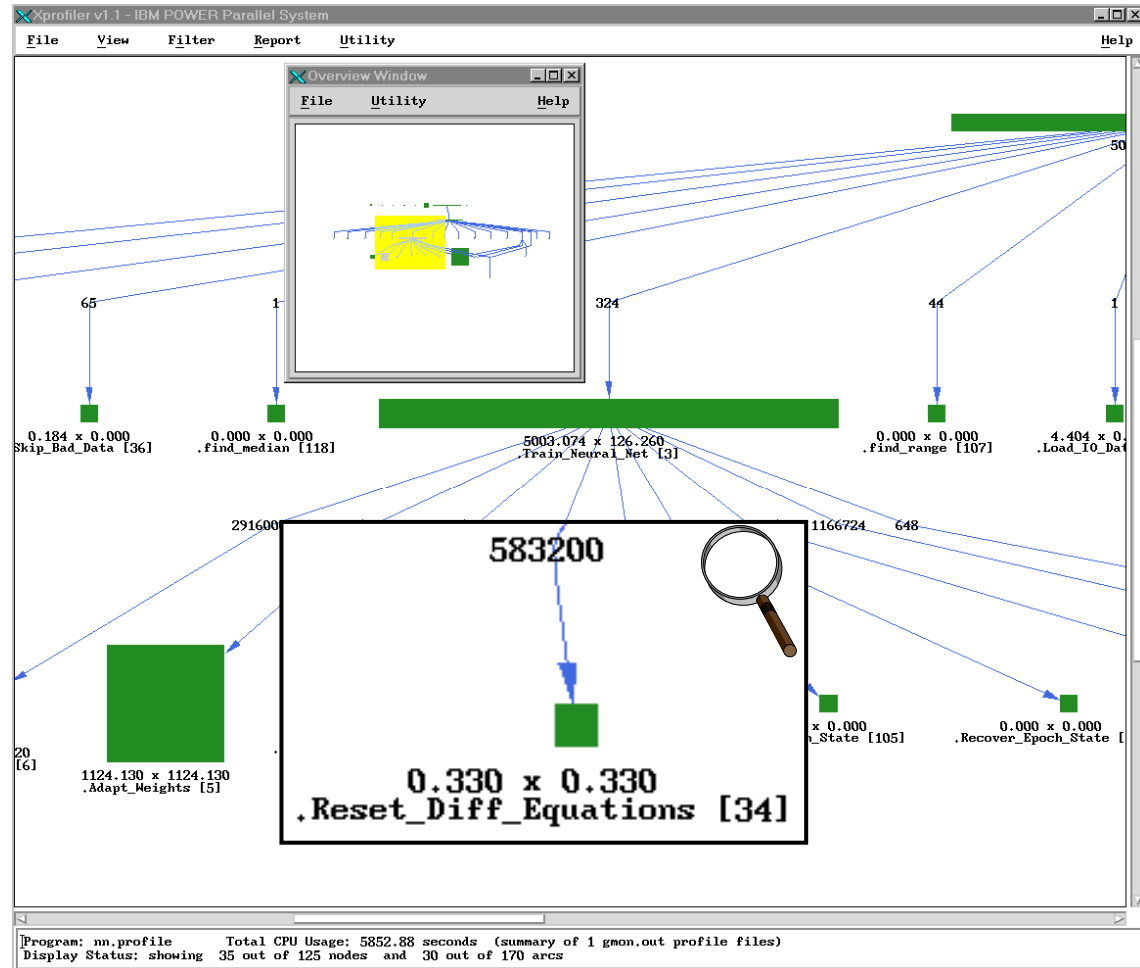 Xprofiler v1.1 - IBM POWER Parallel System
File View Filter Report Utility Help
Overview Window
File Utility Help
50
65
1
324
44
1
0.184 x 0.000
Skip_Bad_Data [36]
0.000 x 0.000
.find_median [118]
5003.074 x 126.260
.Train_Neural_Net [3]
0.000 x 0.000
.find_range [107]
4.404 x 0.
.Load_IO_Dat
291600
583200
1166724
648
20
[6]
1124.130 x 1124.130
.Adapt_Weights [5]
0.330 x 0.330
.Reset_Diff_Equations [34]
x 0.000
_State [105]
0.000 x 0.000
.Recover_Epoch_State [
Program: nn.profile Total CPU Usage: 5852.88 seconds (summary of 1 gmon.out profile files)
Display Status: showing 35 out of 125 nodes and 30 out of 170 arcs